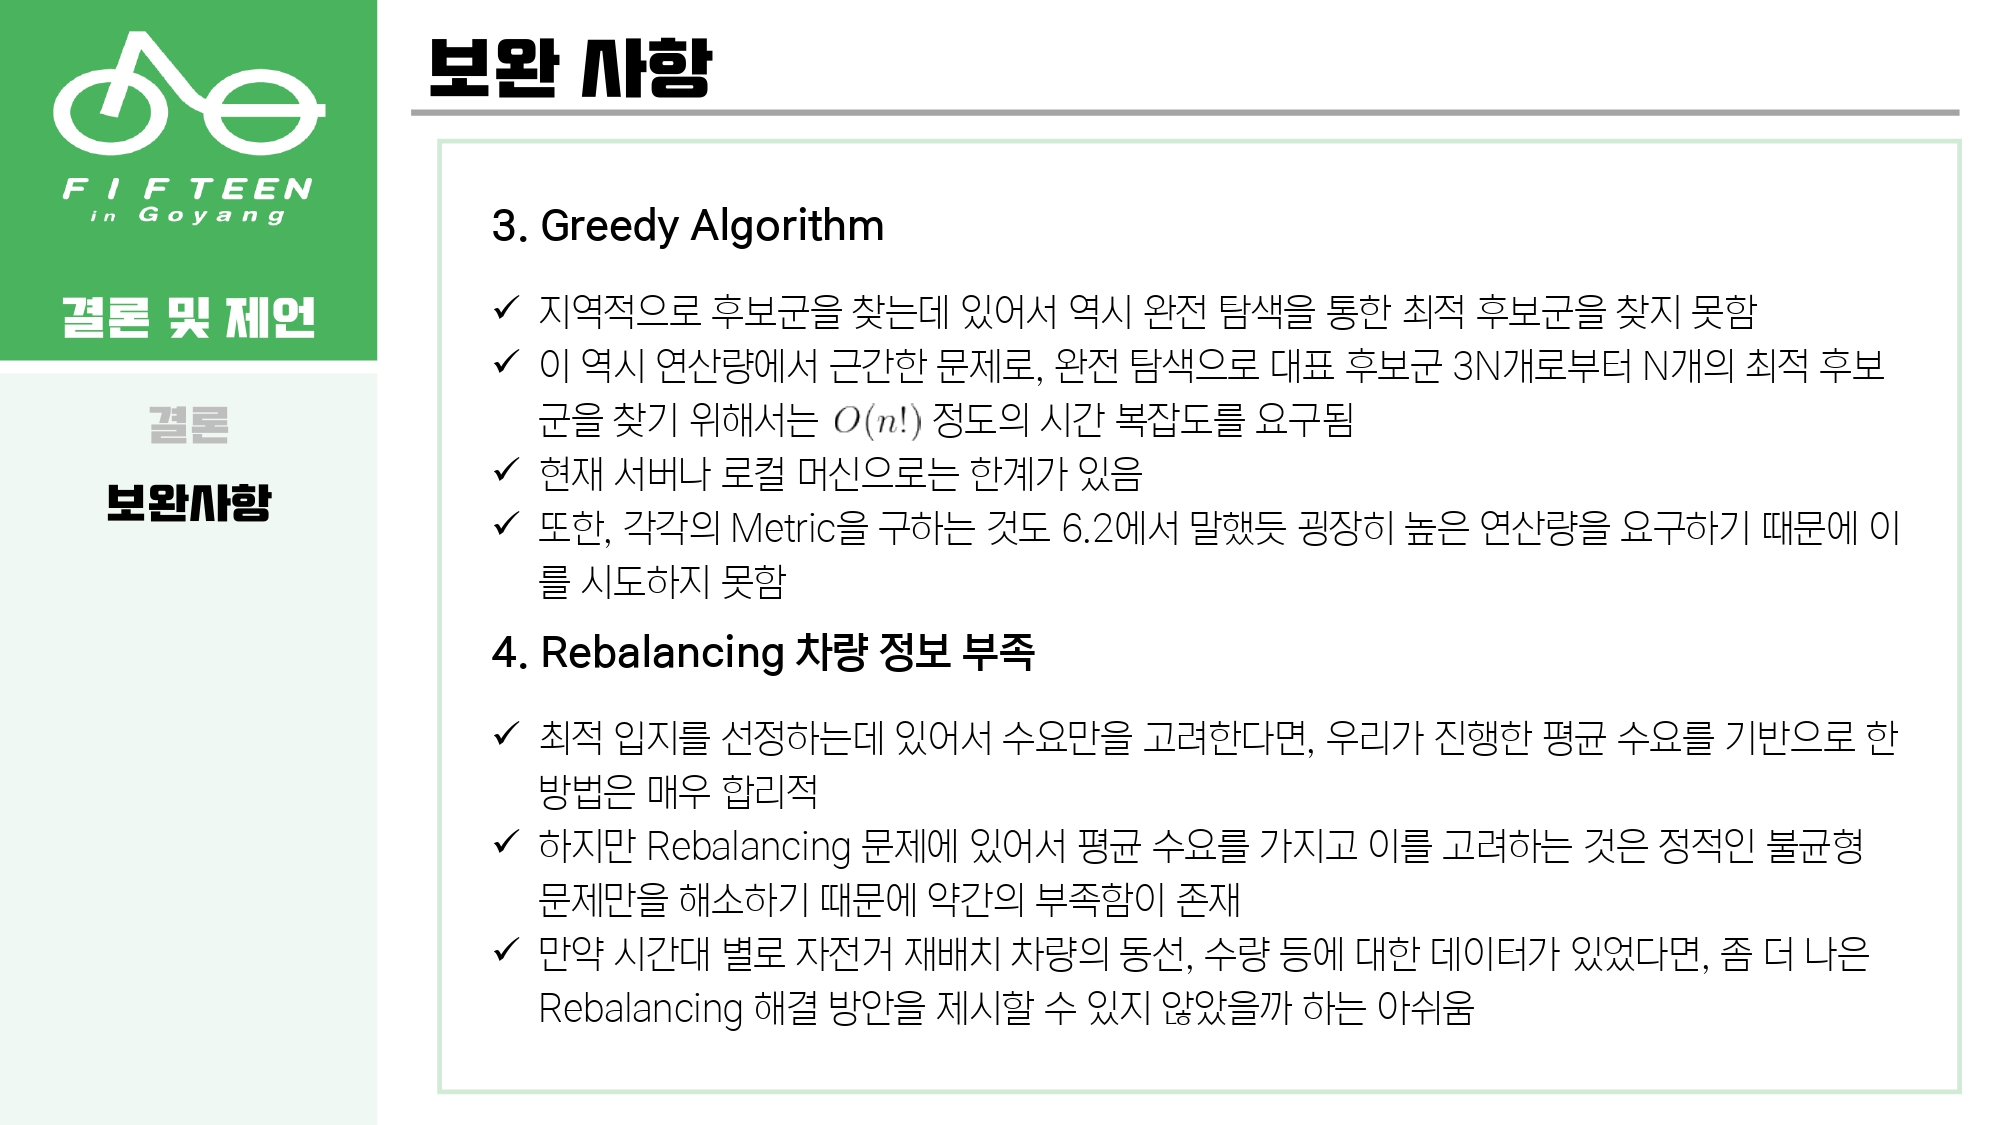 FIFTEEN
in Goyang
결론 및 제언
결론
보완사항
보완 사항
3. Greedy Algorithm
✓ 지역적으로 후보군을 찾는데 있어서 역시 완전 탐색을 통한 최적 후보군을 찾지 못함
✓ 이 역시 연산량에서 근간한 문제로, 완전 탐색으로 대표 후보군 3N개로부터 N개의 최적 후보
군을 찾기 위해서는 O(n!) 정도의 시간 복잡도를 요구됨
✓ 현재 서버나 로컬 머신으로는 한계가 있음
✓ 또한, 각각의 Metric을 구하는 것도 6.2에서 말했듯 굉장히 높은 연산량을 요구하기 때문에 이
를 시도하지 못함
4. Rebalancing 차량 정보 부족
✓ 최적 입지를 선정하는데 있어서 수요만을 고려한다면, 우리가 진행한 평균 수요를 기반으로 한
방법은 매우 합리적
✓ 하지만 Rebalancing 문제에 있어서 평균 수요를 가지고 이를 고려하는 것은 정적인 불균형
문제만을 해소하기 때문에 약간의 부족함이 존재
✓ 만약 시간대 별로 자전거 재배치 차량의 동선, 수량 등에 대한 데이터가 있었다면, 좀 더 나은
Rebalancing 해결 방안을 제시할 수 있지 않았을까 하는 아쉬움